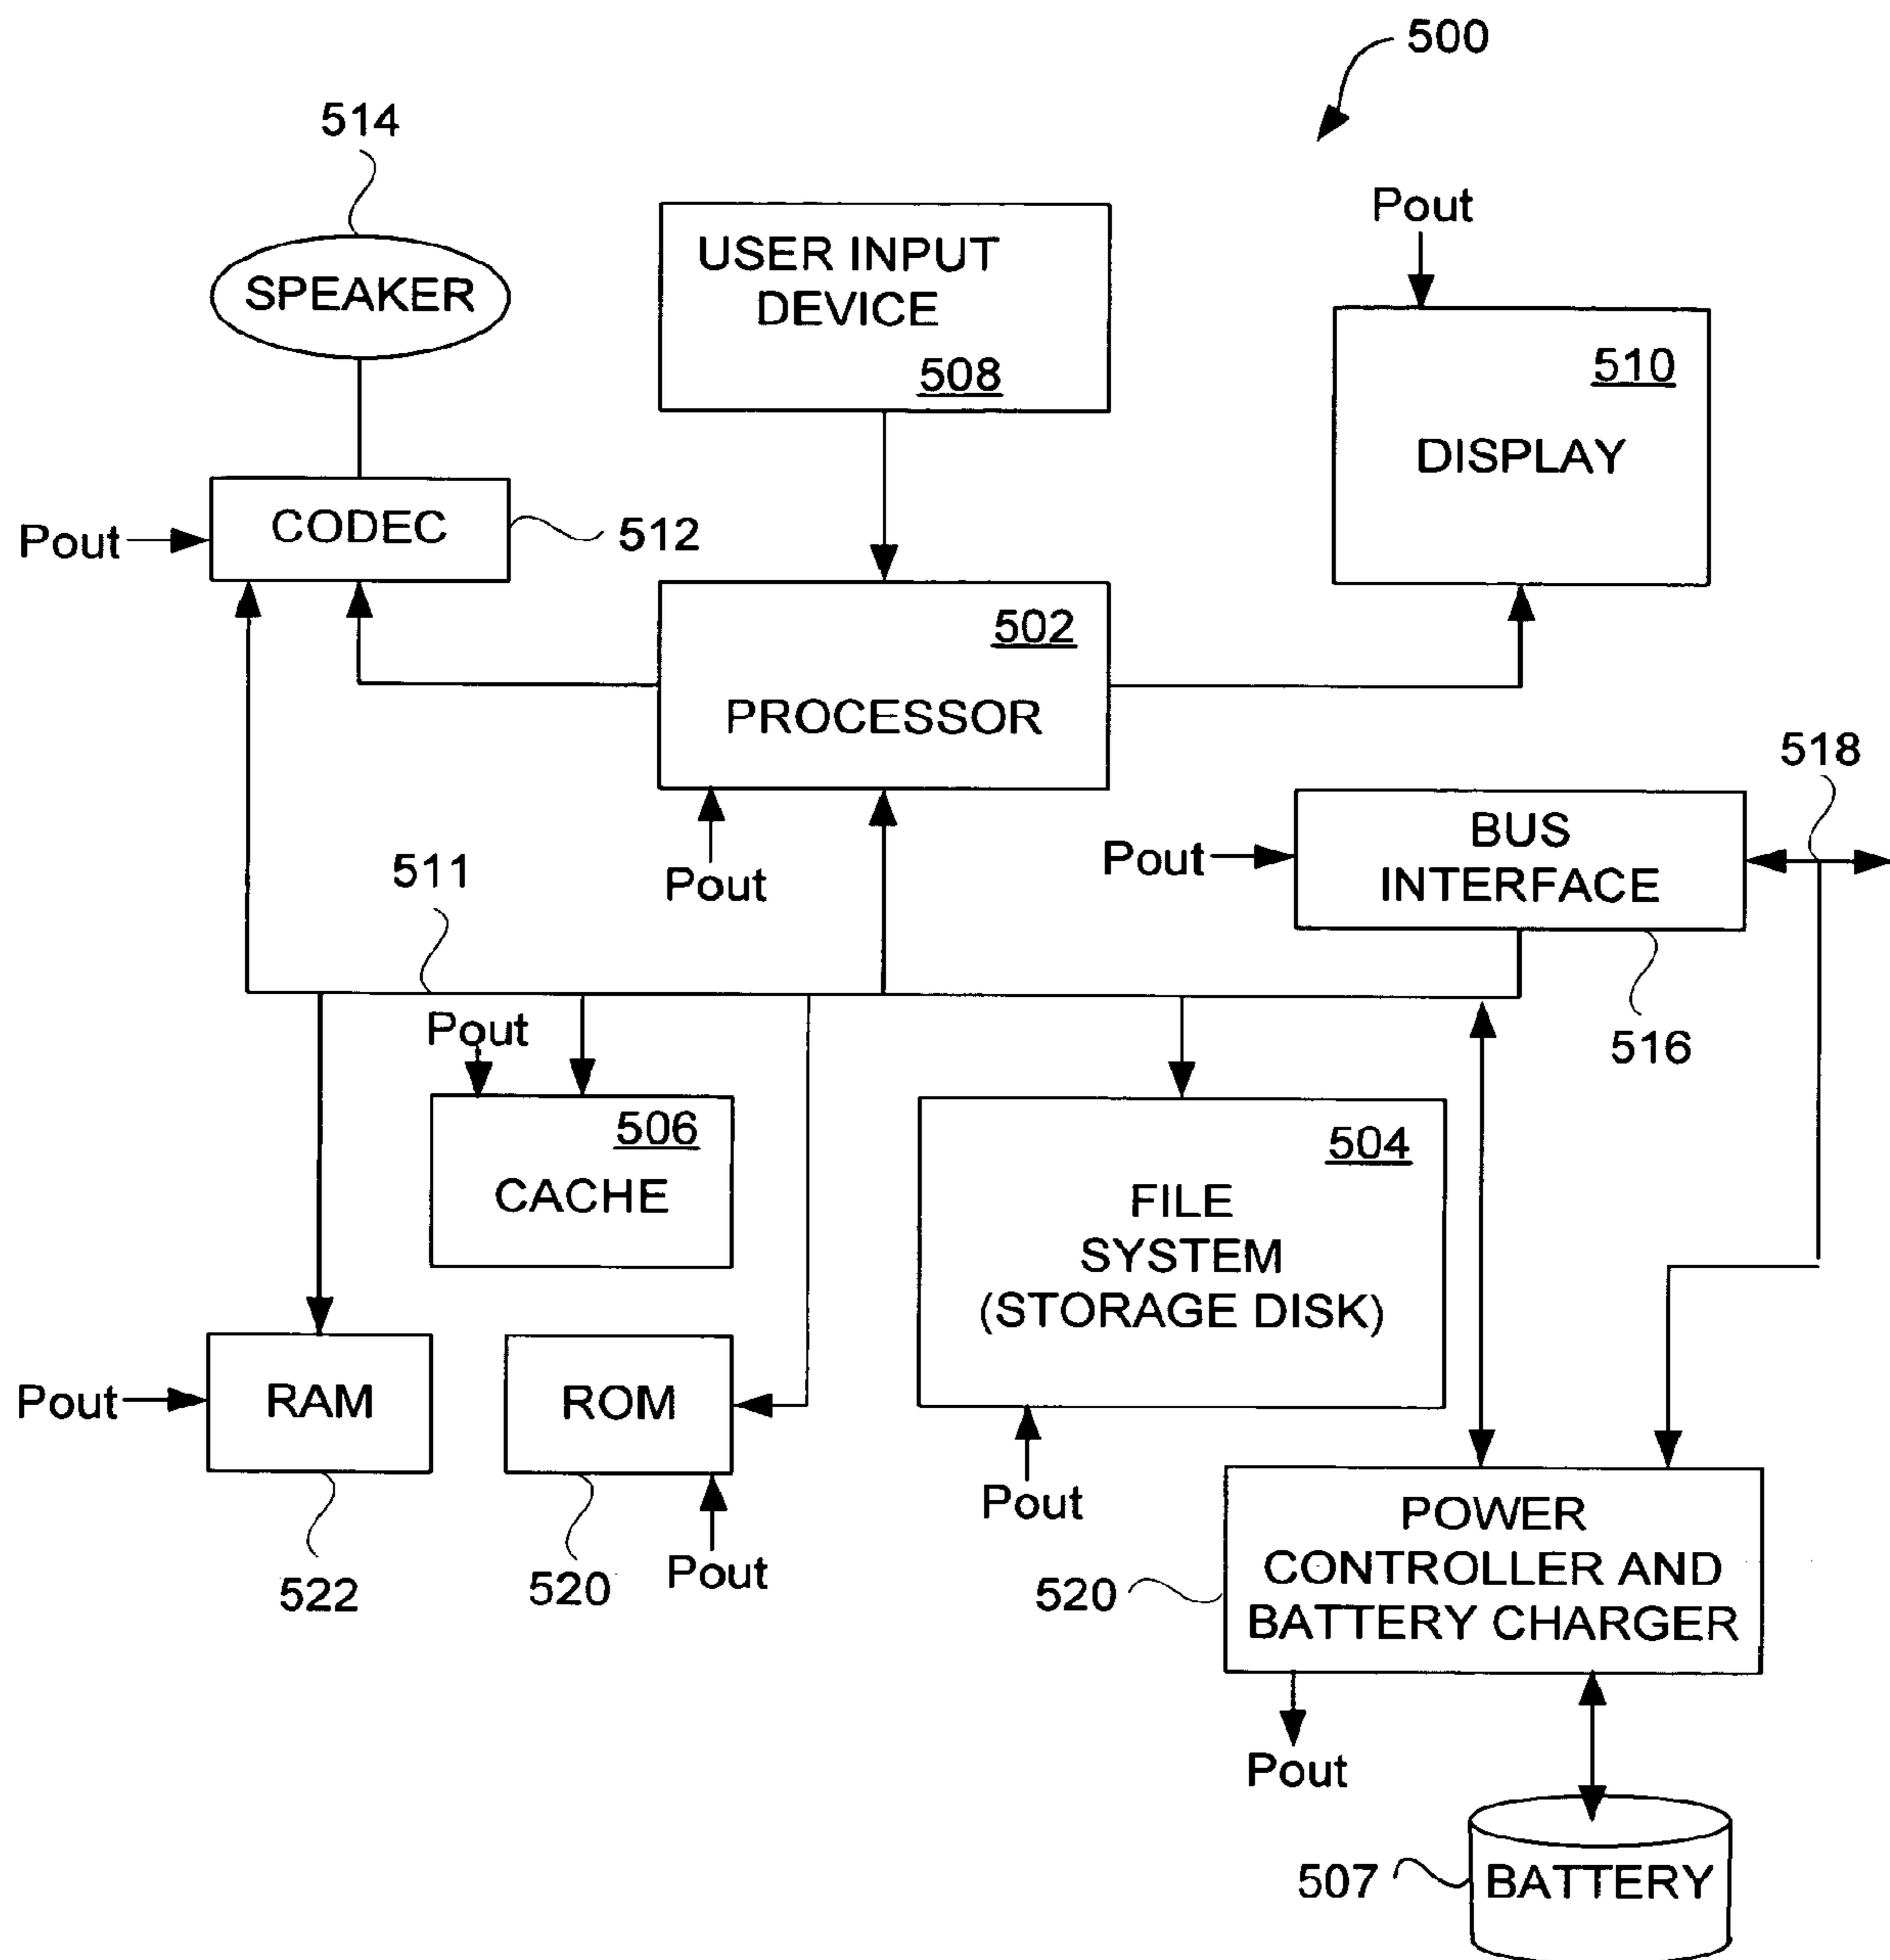 500
514
Pout
USER INPUT
DEVICE
508
SPEAKER
510
DISPLAY
CODEC
Pout
512
502
PROCESSOR
518
BUS
INTERFACE
Pout
Pout
511
516
Pout
506
CACHE
504
FILE
SYSTEM
(STORAGE DISK)
Pout
RAM
ROM
Pout
Pout
522
520
POWER
CONTROLLER AND
BATTERY CHARGER
520
Pout
507
BATTERY